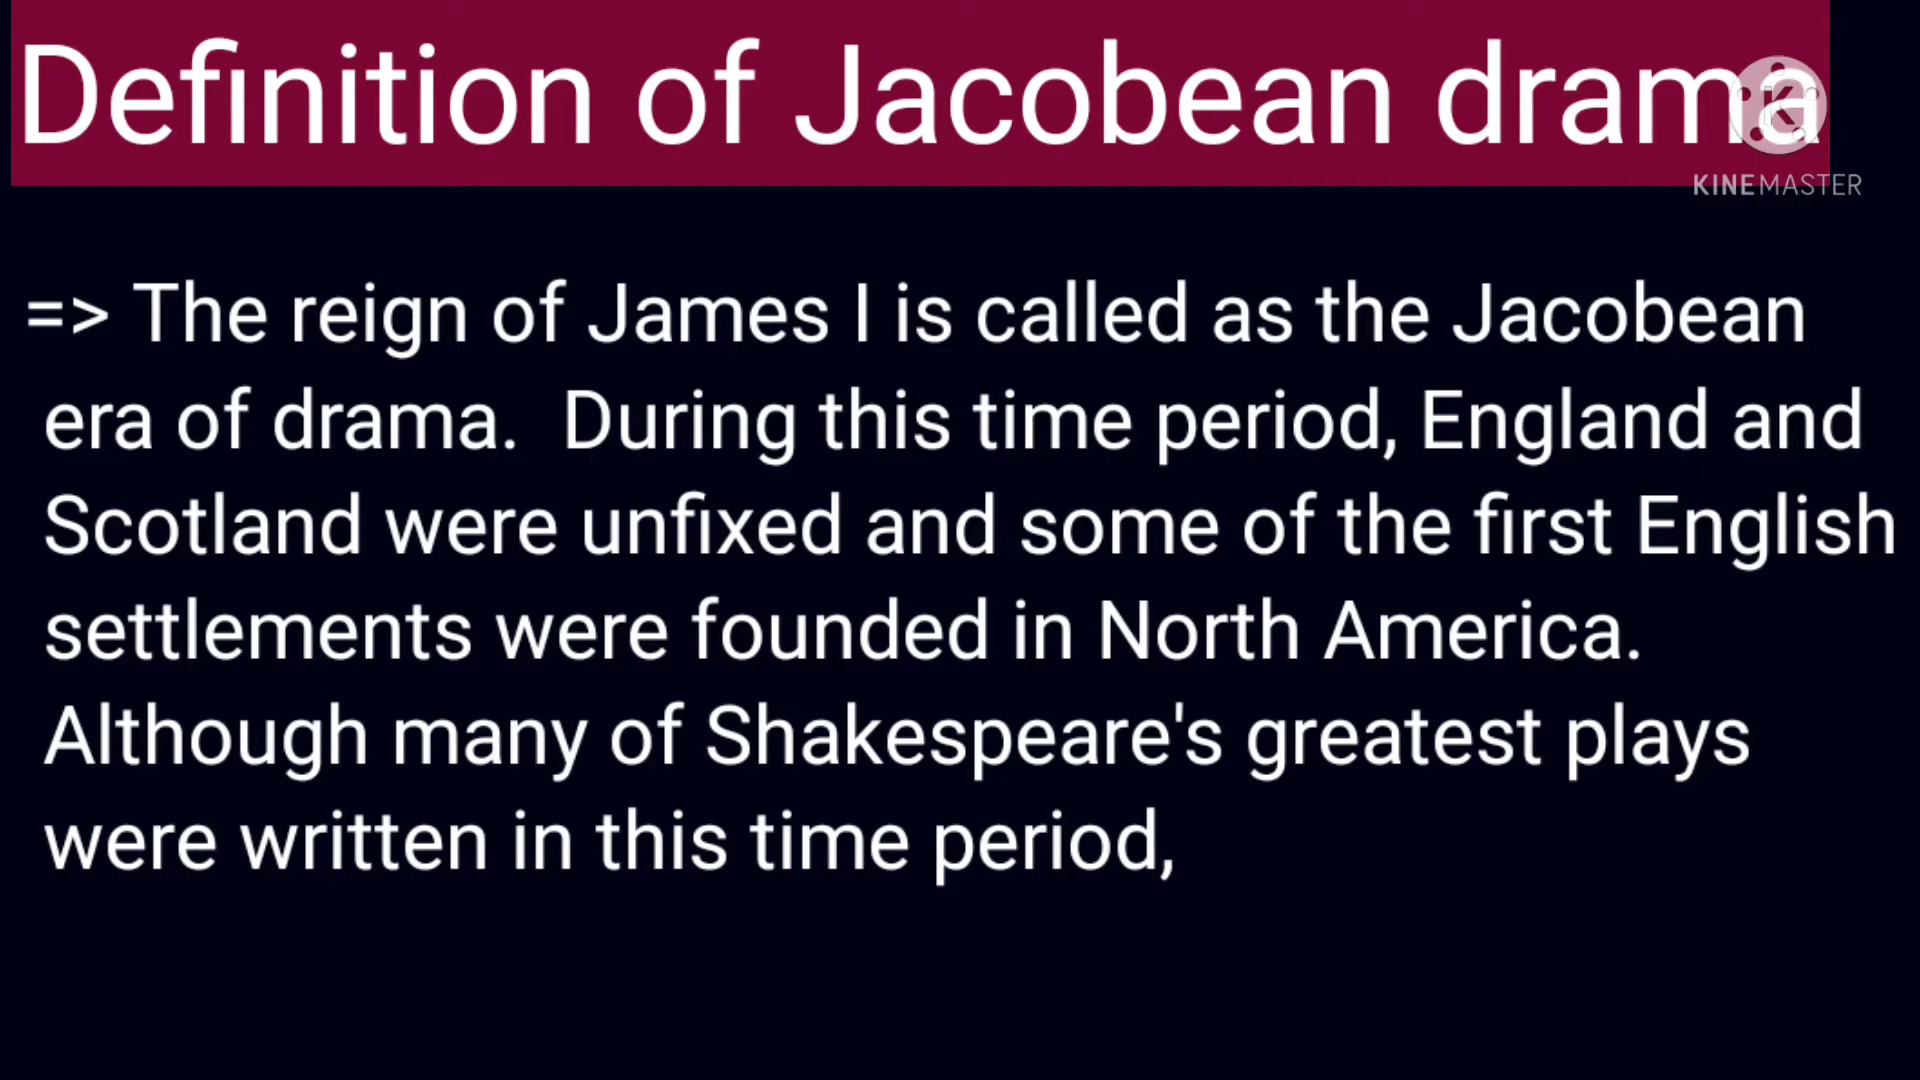 Definition of Jacobean drama
KINEMASTER
=> The reign of James I is called as the Jacobean
era of drama.  During this time period, England and
Scotland were unfixed and some of the first English
settlements were founded in North America.
Although many of Shakespeare's greatest plays
were written in this time period,